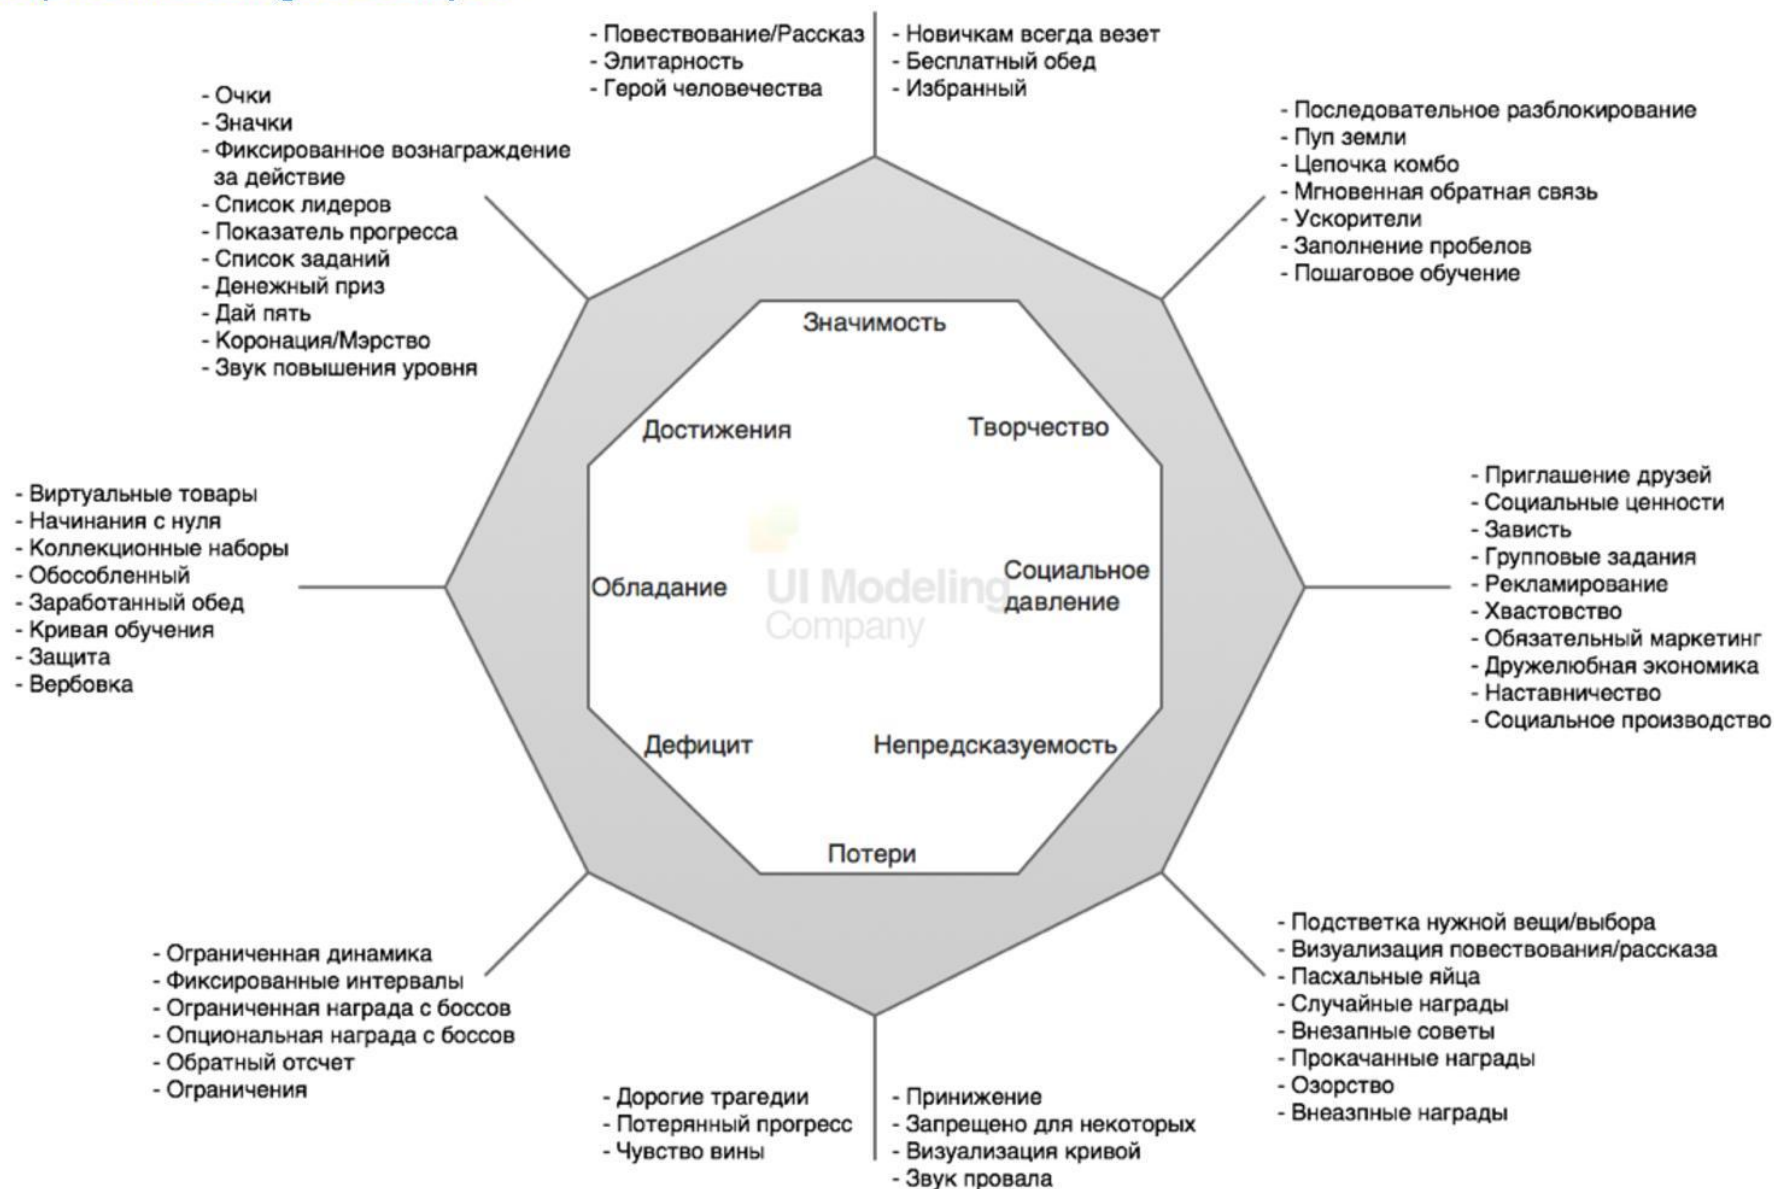 - Повествование/Рассказ
- Элитарность
- Герой человечества
- Новичкам всегда везет
- Бесплатный обед
- Избранный
- Очки
- Значки
- Фиксированное вознаграждение
за действие
- Список лидеров
- Показатель прогресса
- Список заданий
- Денежный приз
- Дай пять
- Коронация/Мэрство
- Звук повышения уровня
- Последовательное разблокирование
- Пуп земли
- Цепочка комбо
- Мгновенная обратная связь
- Ускорители
- Заполнение пробелов
- Пошаговое обучение
Значимость
Достижения
Творчество
- Виртуальные товары
- Начинания с нуля
- Коллекционные наборы
- Обособленный
- Заработанный обед
- Кривая обучения
- Защита
- Вербовка
Обладание
UI Modeling
Company
Социальное
давление
- Приглашение друзей
- Социальные ценности
- Зависть
- Групповые задания
- Рекламирование
- Хвастовство
- Обязательный маркетинг
- Дружелюбная экономика
- Наставничество
- Социальное производство
Дефицит
Непредсказуемость
Потери
- Ограниченная динамика
- Фиксированные интервалы
- Ограниченная награда с боссов
- Опциональная награда с боссов
- Обратный отсчет
- Ограничения
- Дорогие трагедии
- Потерянный прогресс
- Чувство вины
- Принижение
- Запрещено для некоторых
- Визуализация кривой
- Звук провала
- Подстветка нужной вещи/выбора
- Визуализация повествования/рассказа
- Пасхальные яйца
- Случайные награды
- Внезапные советы
- Прокачанные награды
- Озорство
- Внеазпные награды